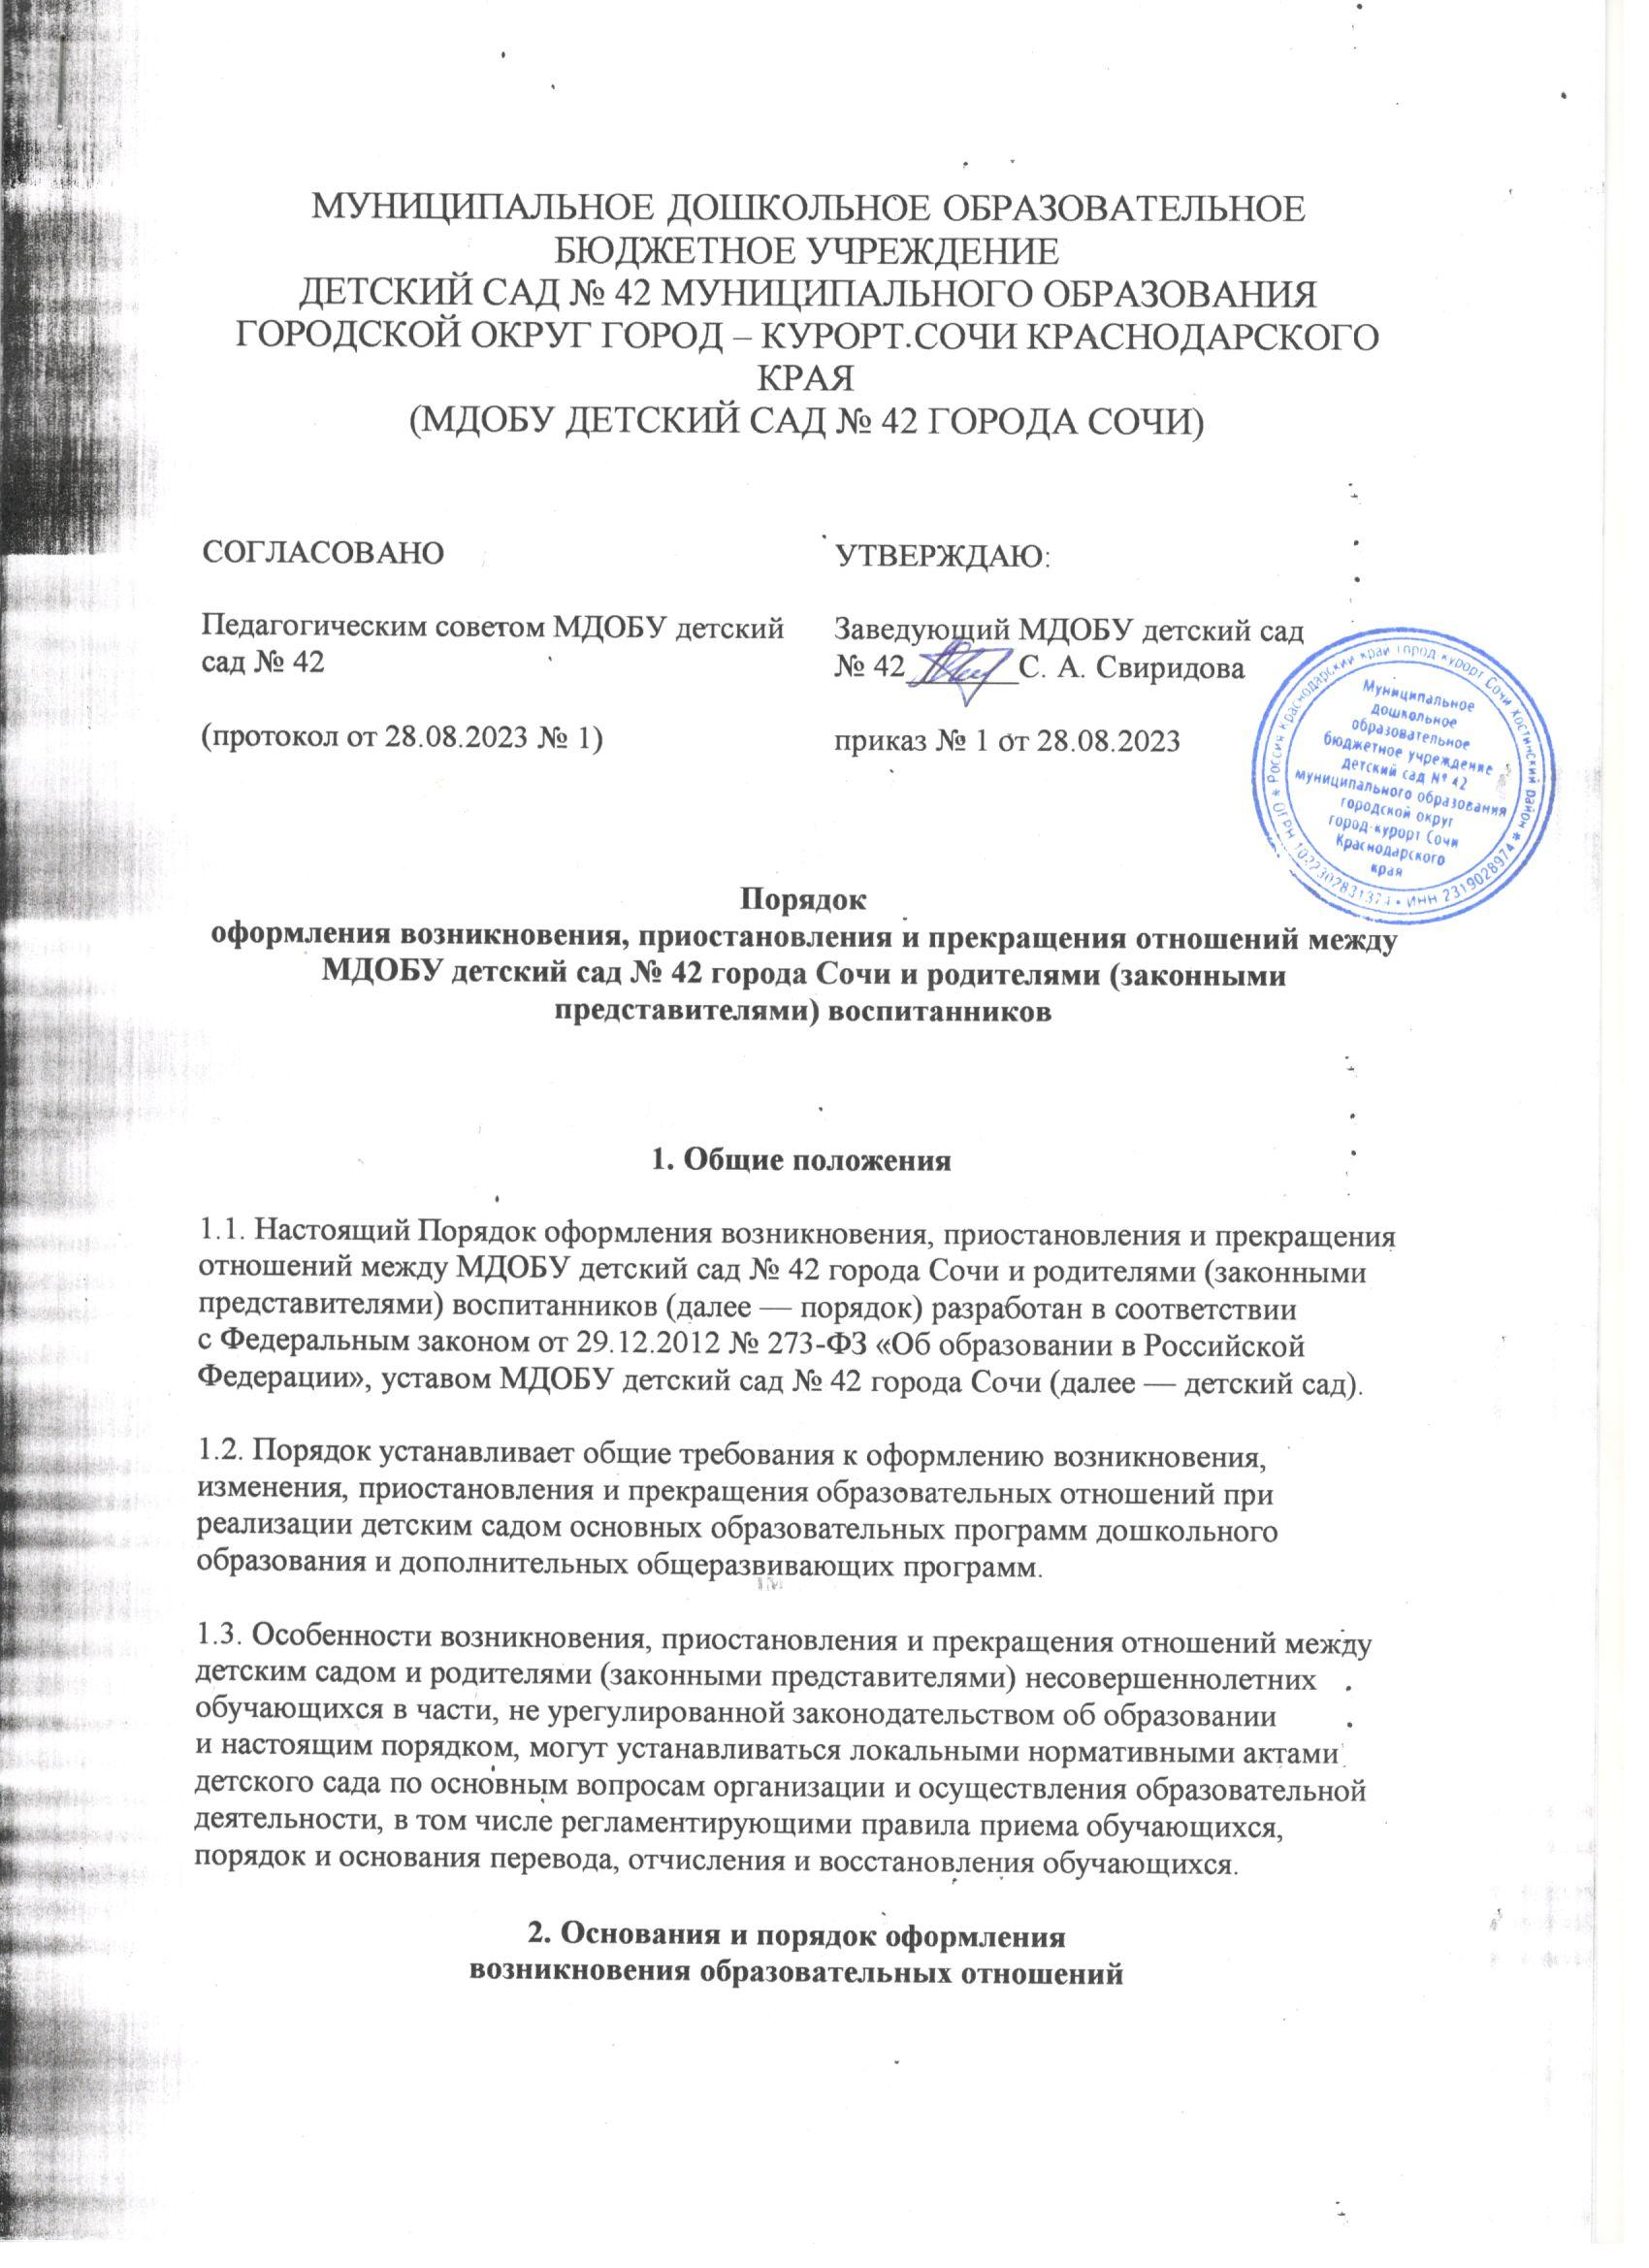 МУНИЦИПАЛЬНОЕ ДОШКОЛЬНОЕ ОБРАЗОВАТЕЛЬНОЕ
БЮДЖЕТНОЕ УЧРЕЖДЕНИЕ
ДЕТСКИЙ САД № 42 МУНИЦИПАЛЬНОГО ОБРАЗОВАНИЯ
ГОРОДСКОЙ ОКРУГ ГОРОД – КУРОРТ СОЧИ КРАСНОДАРСКОГО
КРАЯ
(МДОБУ ДЕТСКИЙ САД № 42 ГОРОДА СОЧИ)
СОГЛАСОВАНО
Педагогическим советом МДОБУ детский
сад № 42
(протокол от 28.08.2023 № 1)
УТВЕРЖДАЮ:
Заведующий МДОБУ детский сад
№ 42_______С. А. Свиридова
приказ № 1 от 28.08.2023
Россия Краснодарский край город-курорт Сочи Хостинский район
ИНН 2319028974
Муниципальное
дошкольное
образовательное
бюджетное учреждение
детский сад № 42
муниципального образования
городской округ
город-курорт Сочи
Краснодарского
края
Порядок
оформления возникновения, приостановления и прекращения отношений между
МДОБУ детский сад № 42 города Сочи и родителями (законными
представителями) воспитанников
1. Общие положения
1.1. Настоящий Порядок оформления возникновения, приостановления и прекращения
отношений между МДОБУ детский сад № 42 города Сочи и родителями (законными
представителями) воспитанников (далее — порядок) разработан в соответствии
с Федеральным законом от 29.12.2012 № 273-ФЗ «Об образовании в Российской
Федерации», уставом МДОБУ детский сад № 42 города Сочи (далее — детский сад).
1.2. Порядок устанавливает общие требования к оформлению возникновения,
изменения, приостановления и прекращения образовательных отношений при
реализации детским садом основных образовательных программ дошкольного
образования и дополнительных общеразвивающих программ.
1.3. Особенности возникновения, приостановления и прекращения отношений между
детским садом и родителями (законными представителями) несовершеннолетних
обучающихся в части, не урегулированной законодательством об образовании
и настоящим порядком, могут устанавливаться локальными нормативными актами
детского сада по основным вопросам организации и осуществления образовательной
деятельности, в том числе регламентирующими правила приема обучающихся,
порядок и основания перевода, отчисления и восстановления обучающихся.
2. Основания и порядок оформления
возникновения образовательных отношений